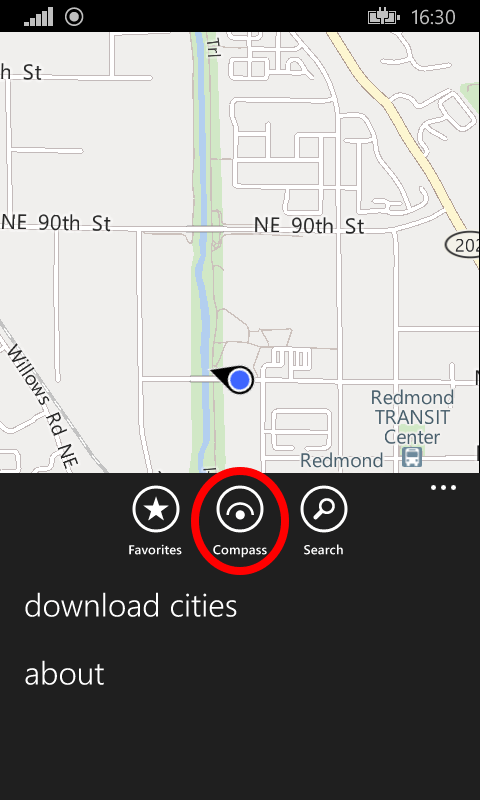 16:30
Trl
h St
NE 90th St
NE 90th St
202
Willows Rd NE
Redmond
TRANSIT
Center
Redmond
Favorites
Compass
Search
download cities
about